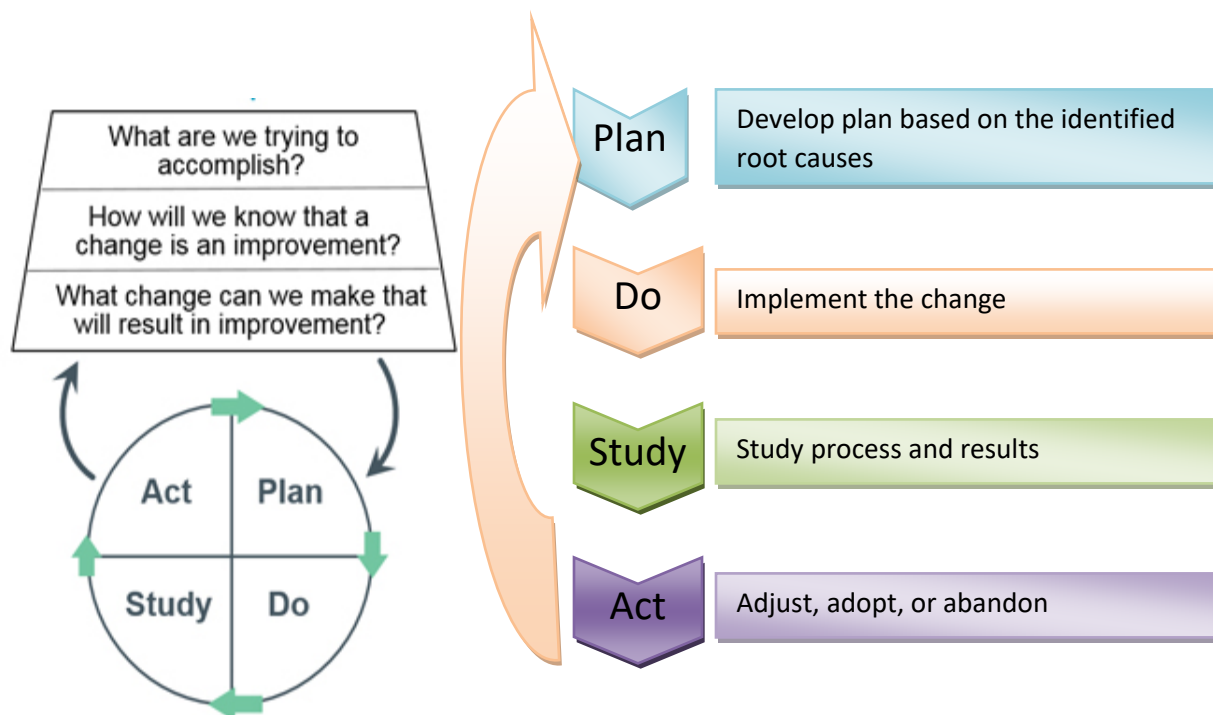 What are we trying to
accomplish?
How will we know that a
change is an improvement?
What change can we make that
will result in improvement?
Act
Plan
Study
Do
Plan
Develop plan based on the identified
root causes
Do
Implement the change
Study
Study process and results
Act
Adjust, adopt, or abandon